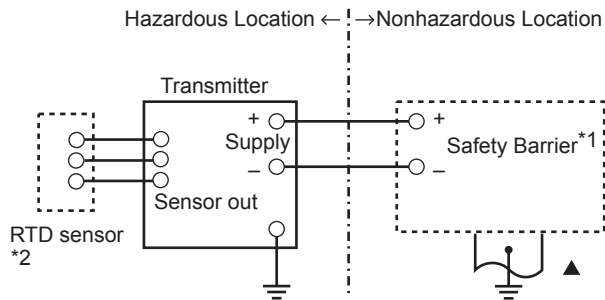 Hazardous Location ← → Nonhazardous Location
Transmitter
+
Supply
–
Sensor out
+
Safety Barrier*1
–
RTD sensor
*2